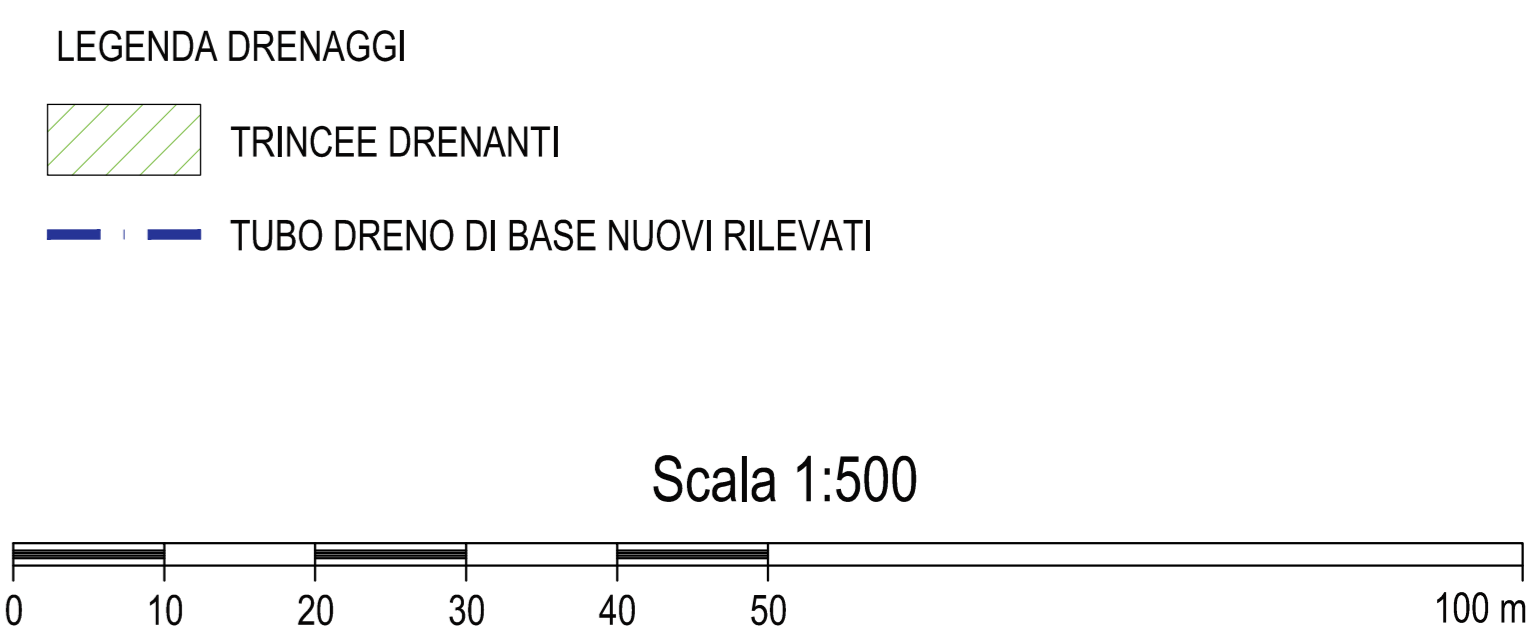 LEGENDA DRENAGGI
TRINCEE DRENANTI
TUBO DRENO DI BASE NUOVI RILEVATI
Scala 1:500
0 10 20 30 40 50 100 m